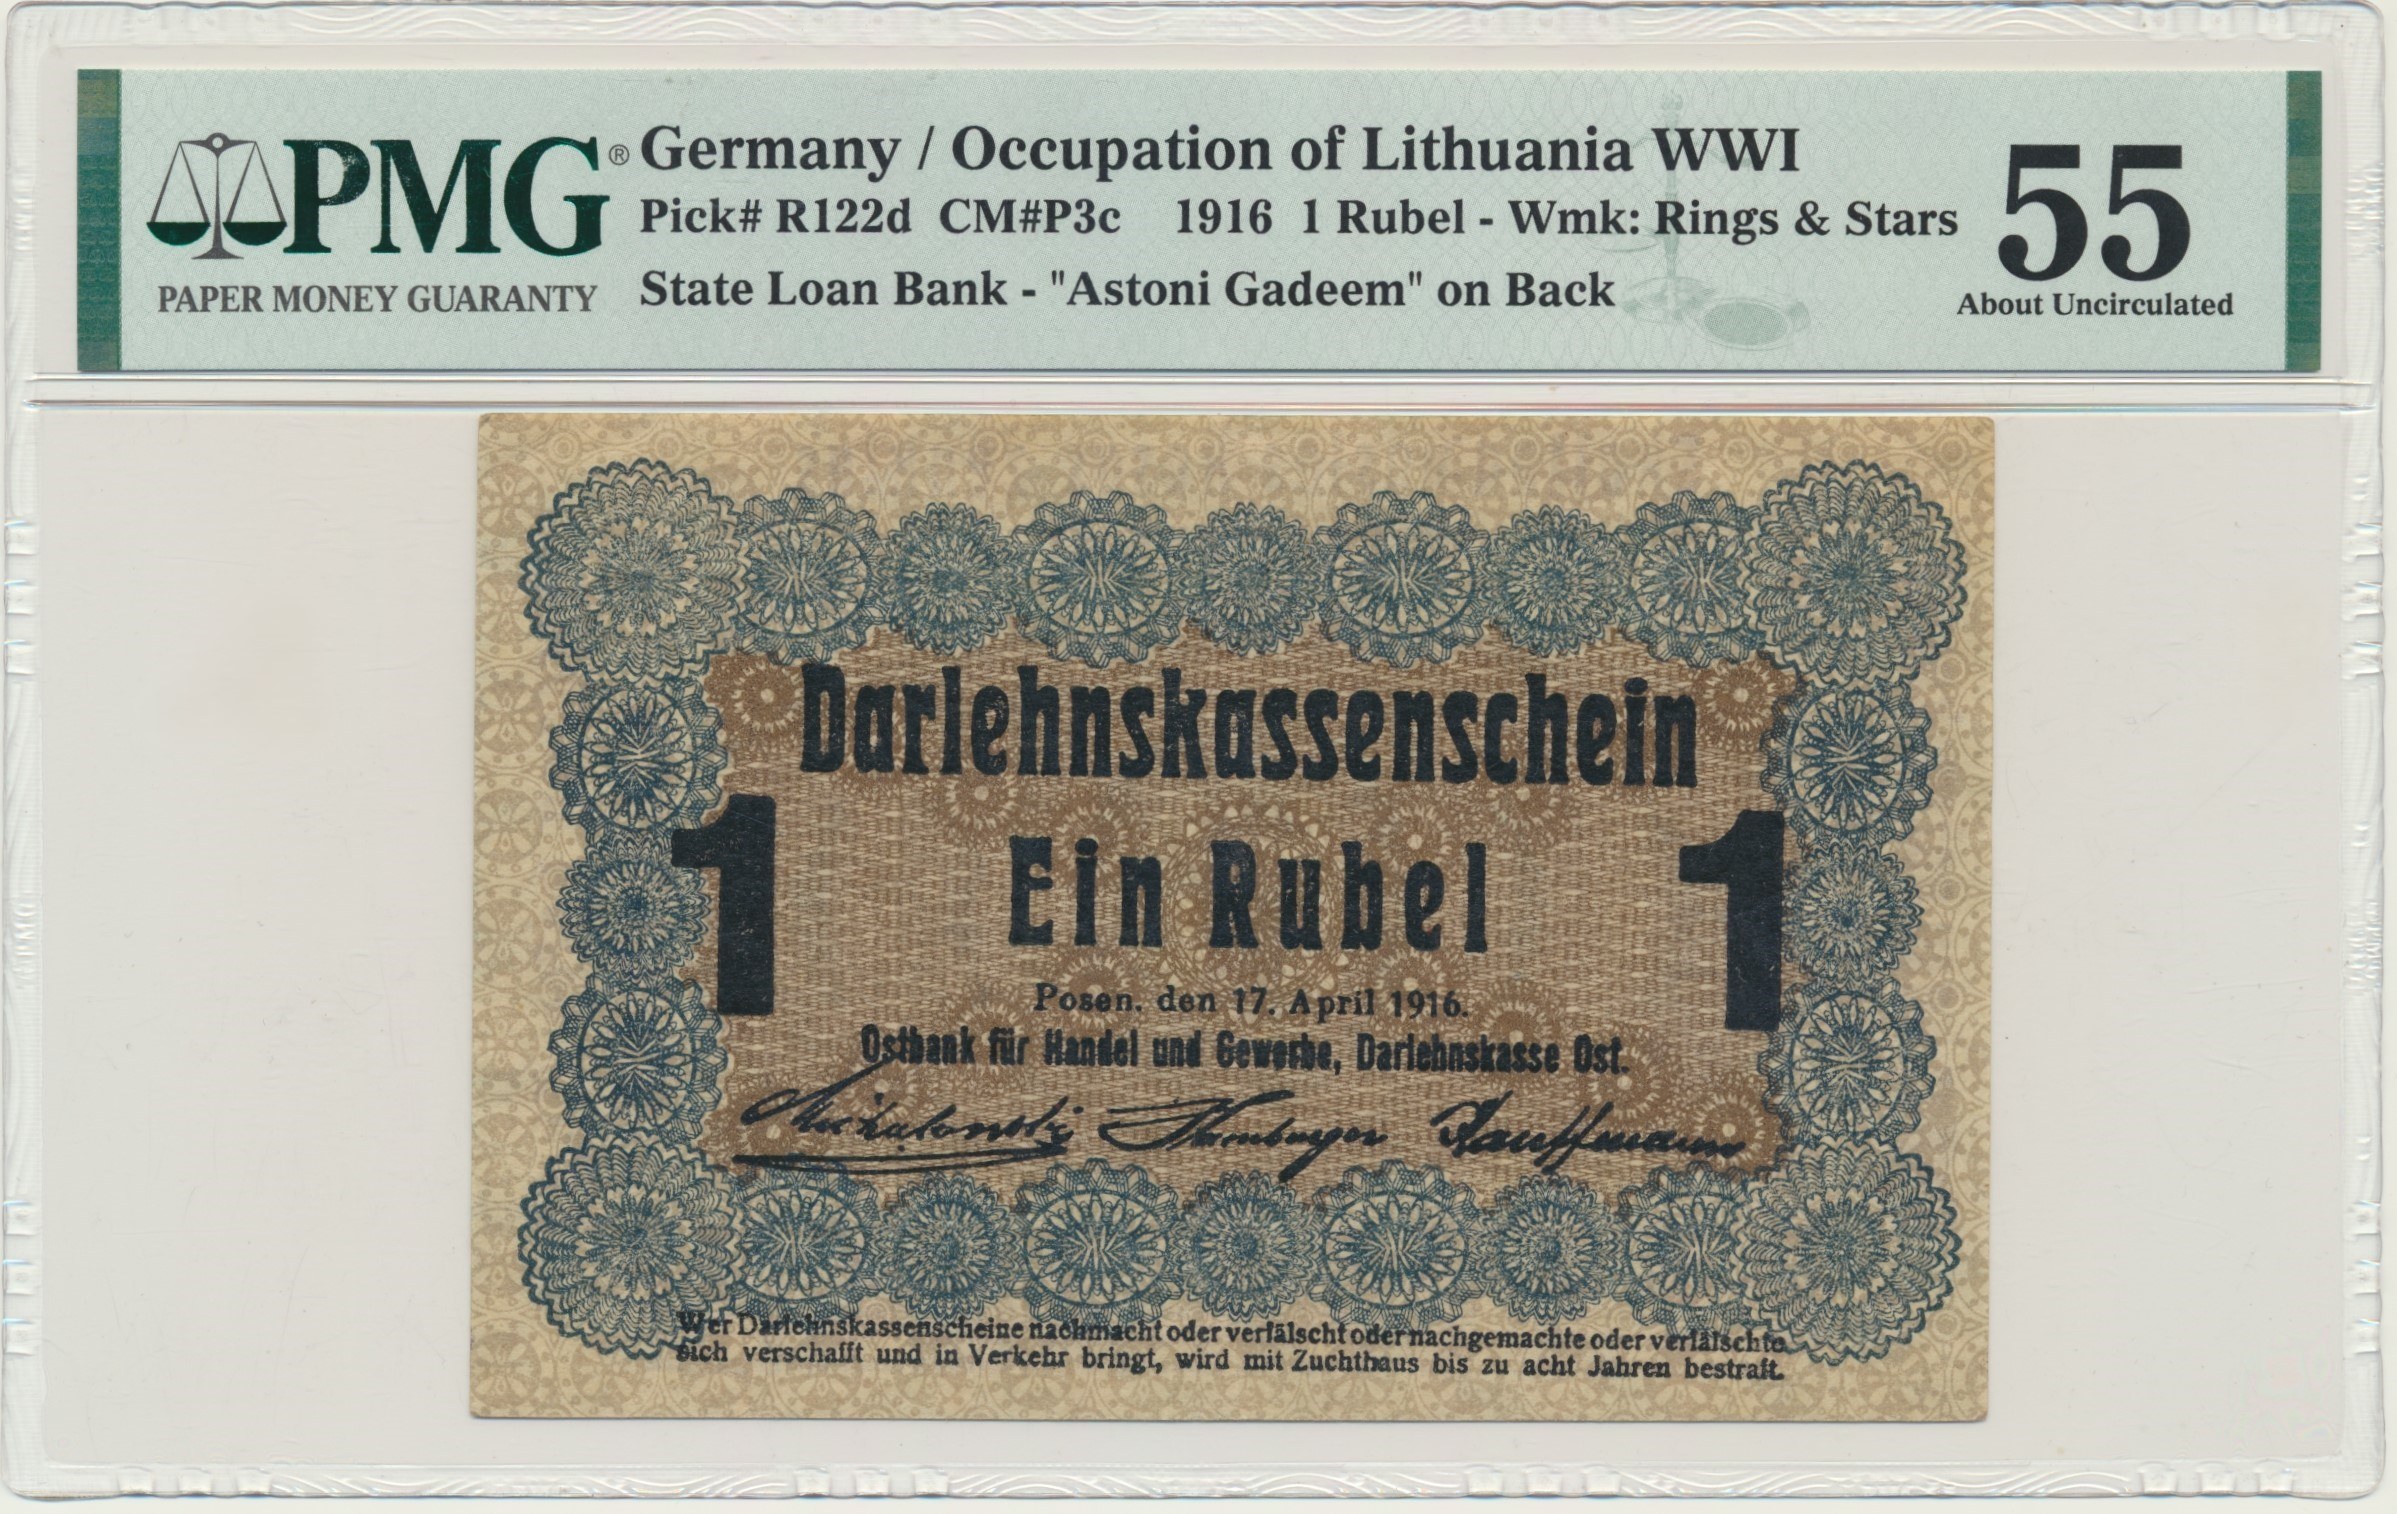 PMG®
PAPER MONEY GUARANTY
Germany / Occupation of Lithuania WWI
Pick# R122d CM#P3c 1916 1 Rubel - Wmk: Rings & Stars
State Loan Bank - "Astoni Gadeem" on Back
55
About Uncirculated
Darlehnskassenschein
1 Ein Rubel 1
Posen, den 17. April 1916.
Ostbank für Handel und Gewerbe, Darlehnskasse Ost.
Michalowsky Hamburger Kauffmann
Wer Darlehnskassenscheine nachmacht oder verfälscht oder nachgemachte oder verfälschte
sich verschafft und in Verkehr bringt, wird mit Zuchthaus bis zu acht Jahren bestraft.